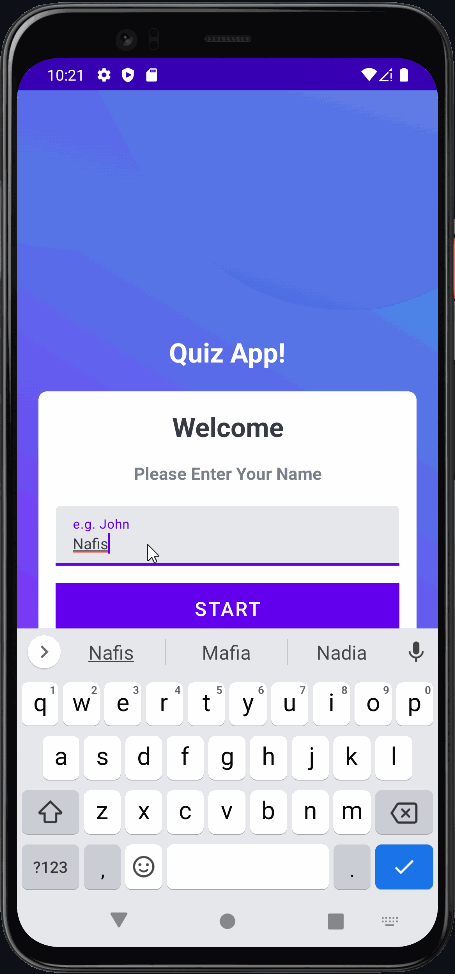 10:21
Quiz App!
Welcome
Please Enter Your Name
e.g. John
Nafis
START
Nafis Mafia Nadia
q1 w2 e3 r4 t5 y6 u7 i8 o9 p0
a s d f g h j k l
z x c v b n m
?123 , .